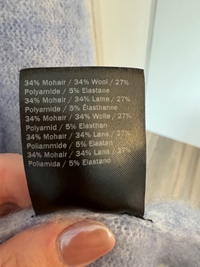 34% Mohair / 34% Wool / 27%
Polyamide / 5% Elastane
34% Mohair / 34% Laine / 27%
Polyamide / 5% Élasthanne
34% Mohair / 34% Wolle / 27%
Polyamid / 5% Elasthan
34% Mohair / 34% Lana / 27%
Poliammide / 5% Elastan
34% Mohair / 34% Lana / 27%
Poliamida / 5% Elastano